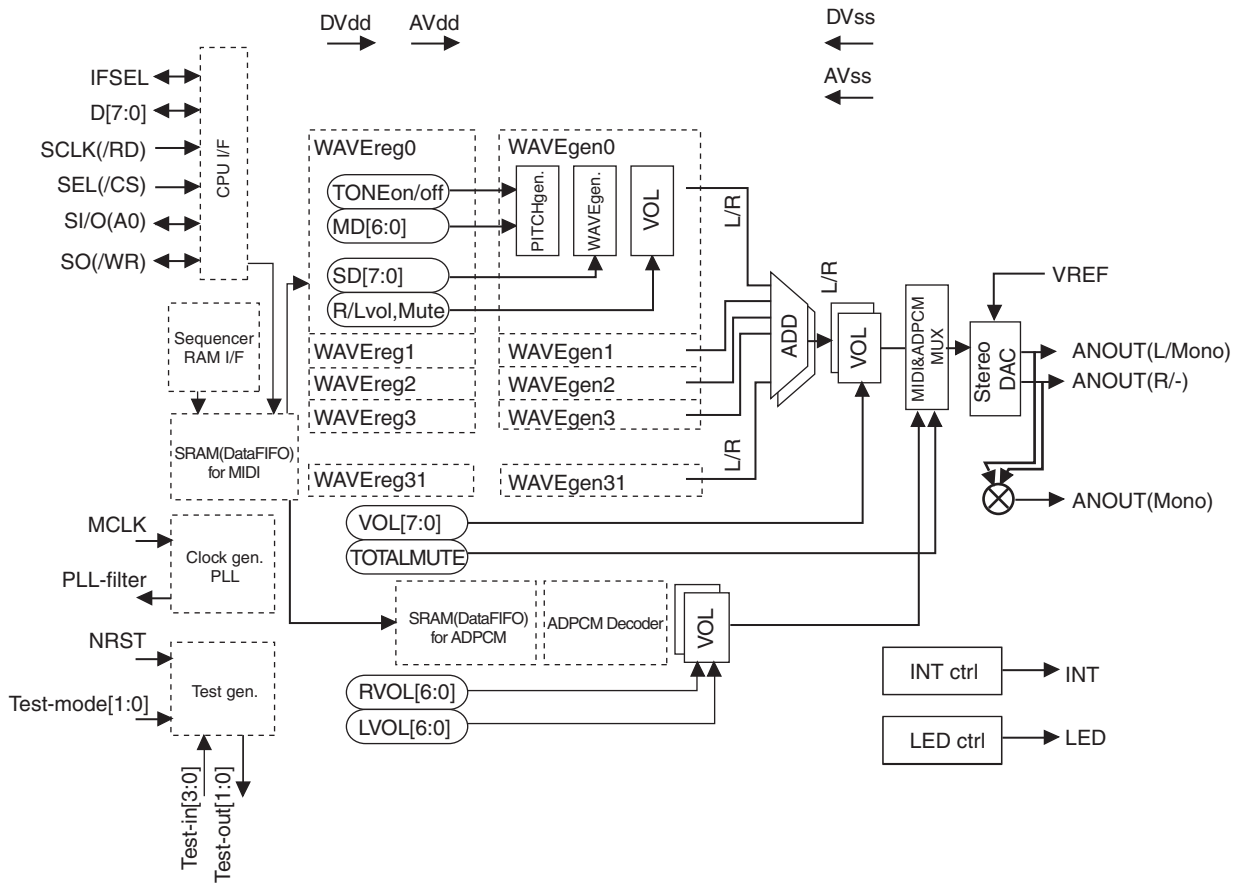 DVdd
AVdd
DVss
AVss
IFSEL
D[7:0]
SCLK(/RD)
SEL(/CS)
SI/O(A0)
SO(/WR)
CPU I/F
WAVEreg0
TONEon/off
MD[6:0]
SD[7:0]
R/Lvol,Mute
WAVEgen0
PITCHgen.
WAVEgen.
VOL
L/R
WAVEreg1
WAVEreg2
WAVEreg3
WAVEreg31
WAVEgen1
WAVEgen2
WAVEgen3
WAVEgen31
L/R
ADD
L/R
VOL
MIDI&ADPCM
MUX
VREF
Stereo
DAC
ANOUT(L/Mono)
ANOUT(R/-)
ANOUT(Mono)
Sequencer
RAM I/F
SRAM(DataFIFO)
for MIDI
VOL[7:0]
TOTALMUTE
MCLK
PLL-filter
Clock gen.
PLL
SRAM(DataFIFO)
for ADPCM
ADPCM Decoder
VOL
RVOL[6:0]
LVOL[6:0]
NRST
Test-mode[1:0]
Test gen.
Test-in[3:0]
Test-out[1:0]
INT ctrl
INT
LED ctrl
LED